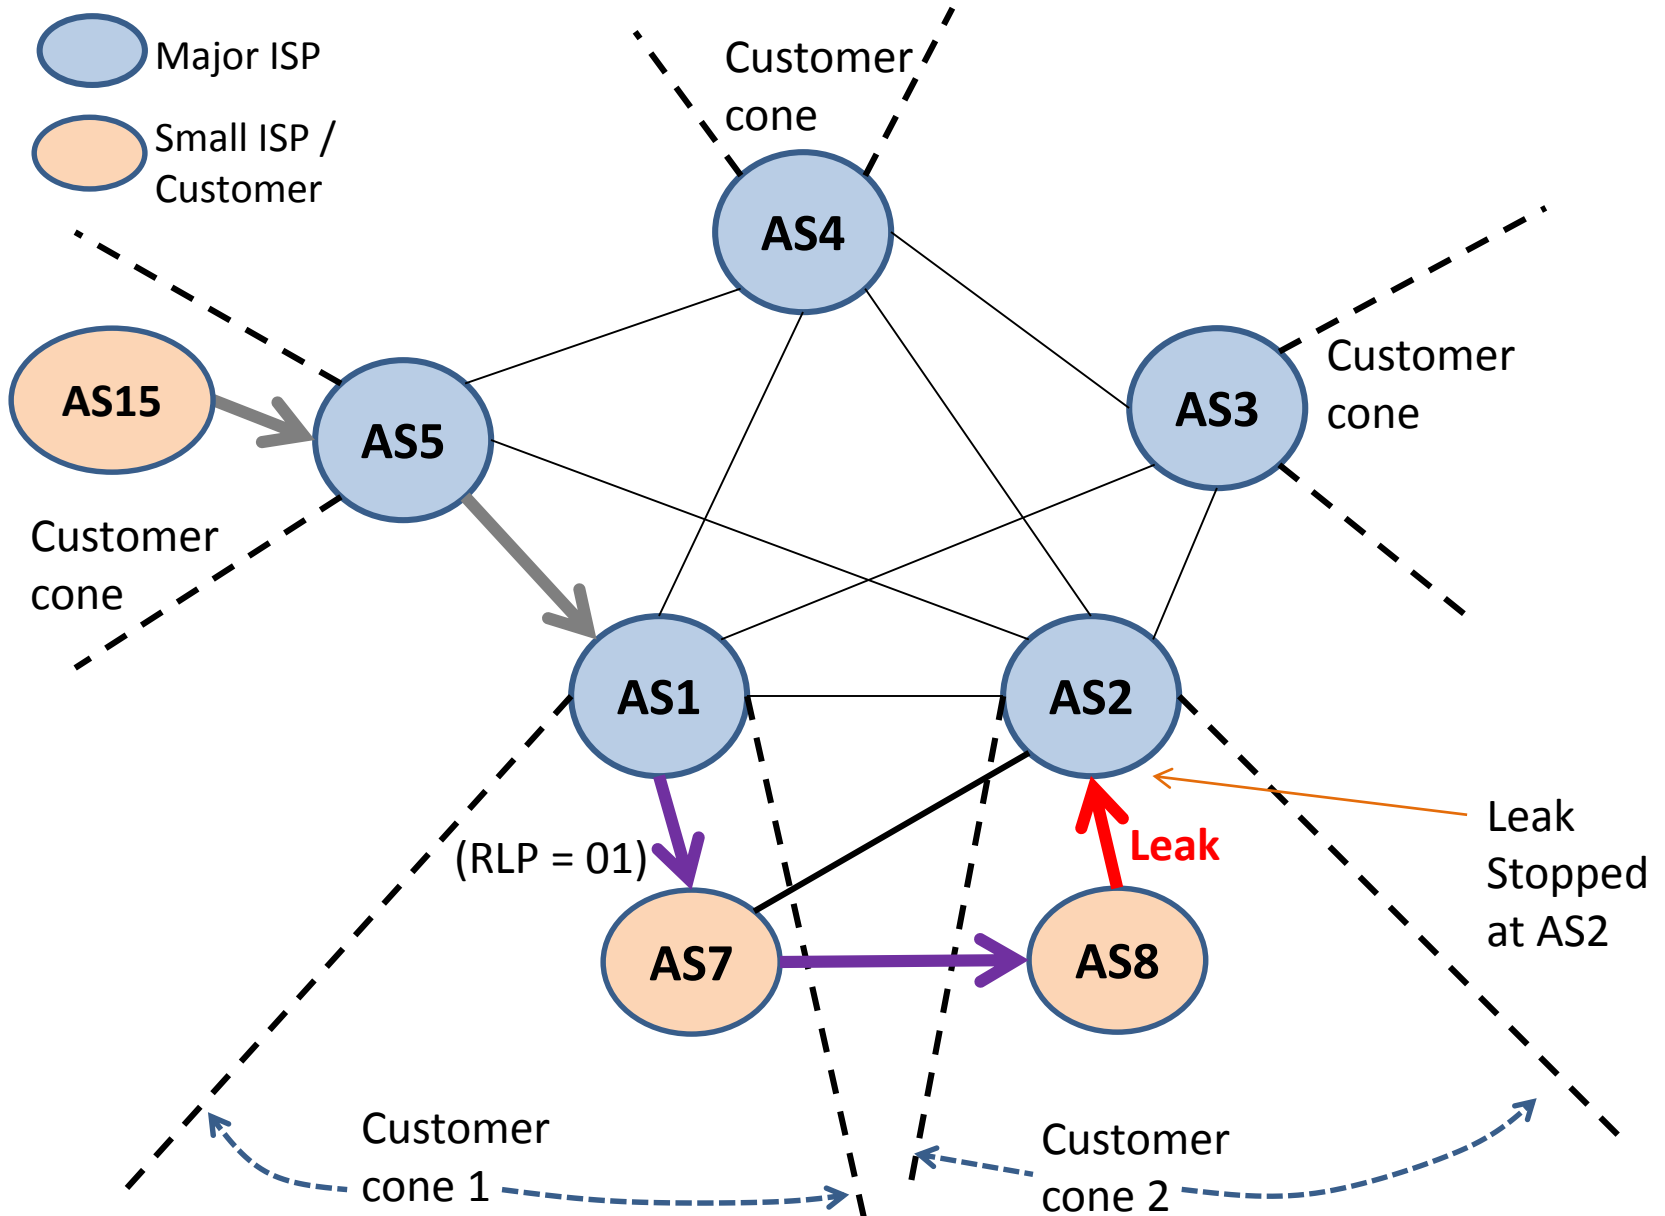 Major ISP
Small ISP /
Customer
Customer
cone
AS4
AS15
AS5
AS3
Customer
cone
Customer
cone
AS1
AS2
(RLP = 01)
Leak
Leak
Stopped
at AS2
AS7
AS8
Customer
cone 1
Customer
cone 2